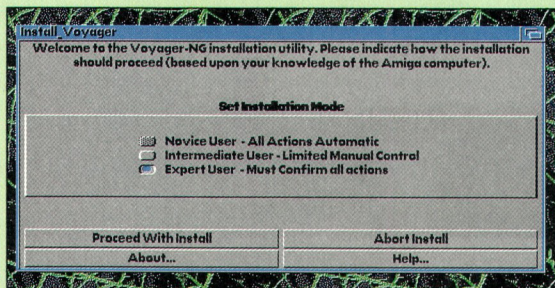 Install_Voyager
Welcome to the Voyager-NG installation utility. Please indicate how the installation
should proceed (based upon your knowledge of the Amiga computer).
Set Installation Mode
Novice User - All Actions Automatic
Intermediate User - Limited Manual Control
Expert User - Must Confirm all actions
Proceed With Install
Abort Install
About...
Help...